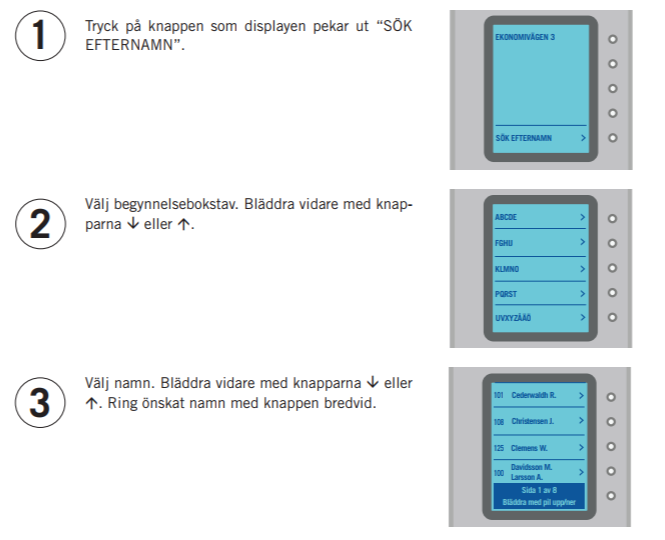 1
Tryck på knappen som displayen pekar ut “SÖK
EFTERNAMN”.
EKONOMIVÄGEN 3
SÖK EFTERNAMN >
2
Välj begynnelsebokstav. Bläddra vidare med knap-
parna ↓ eller ↑.
ABCDE >
FGHIJ >
KLMNO >
PQRST >
UVXYZÅÄÖ >
3
Välj namn. Bläddra vidare med knapparna ↓ eller
↑. Ring önskat namn med knappen bredvid.
101 Cederwaldh R. >
108 Christensen J. >
125 Clemens W. >
100 Davidsson M. >
Larsson A.
Sida 1 av 8
Bläddra med pil upp/ner